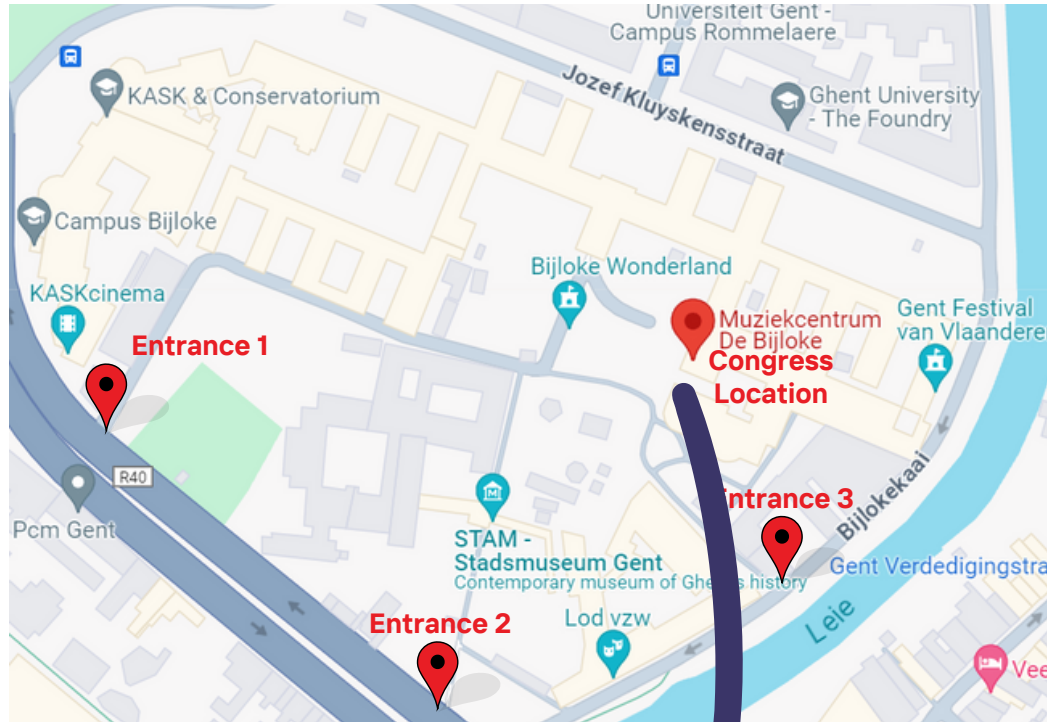 Universiteit Gent -
Campus Rommelaere
KASK & Conservatorium
Jozef Kluyskensstraat
Ghent University
- The Foundry
Campus Bijloke
Bijloke Wonderland
KASKcinema
Gent Festival
van Vlaandere
Muziekcentrum
De Bijloke
Congress
Location
Entrance 1
R40
Pcm Gent
ntrance 3
Bijlokekaai
STAM -
Stadsmuseum Gent
Contemporary museum of Ghe s history
Gent Verdedigingstra
Entrance 2
Lod vzw
Leie
Vee